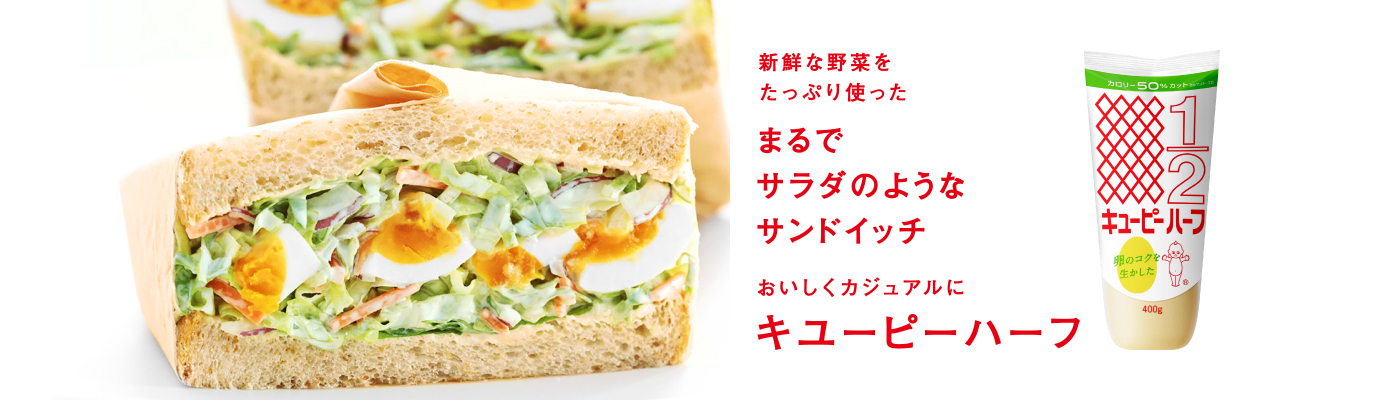 新鮮な野菜を
たっぷり使った
まるで
サラダのような
サンドイッチ
おいしくカジュアルに
キユーピーハーフ
カロリー50%カット
1
2
キユーピーハーフ
卵のコクを
生かした
400g